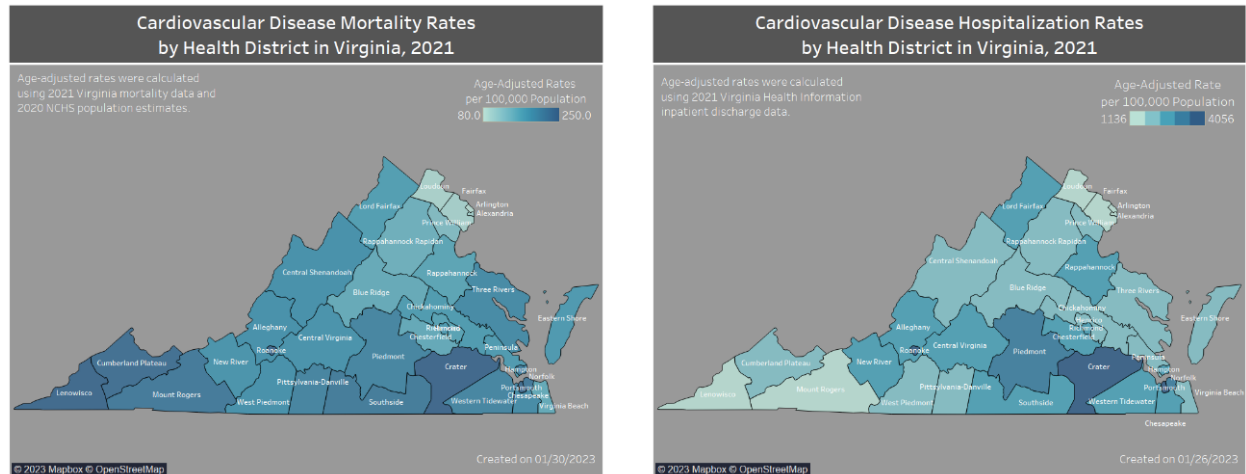 Cardiovascular Disease Mortality Rates
by Health District in Virginia, 2021
Age-adjusted rates were calculated
using 2021 Virginia mortality data and
2020 NCHS population estimates.
Age-Adjusted Rates
per 100,000 Population
80.0 250.0
Loudoun
Fairfax
Arlington
Alexandria
Lord Fairfax
Prince William
Rappahannock Rapidan
Central Shenandoah
Rappahannock
Three Rivers
Blue Ridge
Chickahominy
Eastern Shore
Alleghany
Chesterfield
Central Virginia
Roanoke
Peninsula
Cumberland Plateau
New River
Piedmont
Crater
Hampton
Norfolk
Lenowisco
Pittsylvania-Danville
Portsmouth
Mount Rogers
Chesapeake
West Piedmont
Southside
Western Tidewater
Virginia Beach
Created on 01/30/2023
© 2023 Mapbox © OpenStreetMap
Cardiovascular Disease Hospitalization Rates
by Health District in Virginia, 2021
Age-adjusted rates were calculated
using 2021 Virginia Health Information
inpatient discharge data.
Age-Adjusted Rate
per 100,000 Population
1136 4056
Loudoun
Fairfax
Arlington
Alexandria
Lord Fairfax
Prince William
Rappahannock Rapidan
Central Shenandoah
Rappahannock
Three Rivers
Blue Ridge
Chickahominy
Eastern Shore
Henrico
Alleghany
Richmond
Chesterfield
Central Virginia
Roanoke
Peninsula
Cumberland Plateau
New River
Piedmont
Crater
Hampton
Norfolk
Lenowisco
Pittsylvania-Danville
Portsmouth
Mount Rogers
Virginia Beach
West Piedmont
Southside
Western Tidewater
Chesapeake
Created on 01/26/2023
© 2023 Mapbox © OpenStreetMap